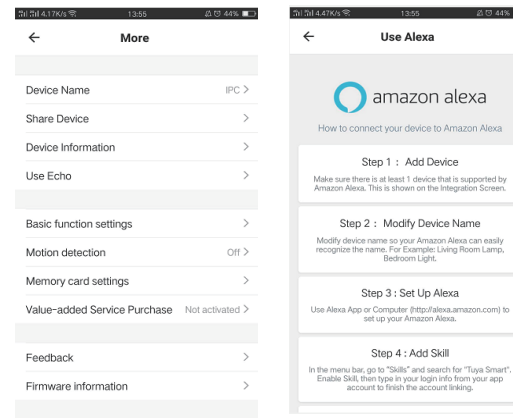 4.17K/s 13:55 44%
More
Device Name IPC >
Share Device >
Device Information >
Use Echo >
Basic function settings >
Motion detection Off >
Memory card settings >
Value-added Service Purchase Not activated >
Feedback >
Firmware information >
4.47K/s 13:55 44%
Use Alexa
amazon alexa
How to connect your device to Amazon Alexa
Step 1 : Add Device
Make sure there is at least 1 device that is supported by
Amazon Alexa. This is shown on the Integration Screen.
Step 2 : Modify Device Name
Modify device name so your Amazon Alexa can easily
recognize the name. For Example: Living Room Lamp,
Bedroom Light.
Step 3 : Set Up Alexa
Use Alexa App or Computer (http://alexa.amazon.com) to
set up your Amazon Alexa.
Step 4 : Add Skill
In the menu bar, go to "Skills" and search for "Tuya Smart".
Enable Skill, then type in your login info from your app
account to finish the account linking.